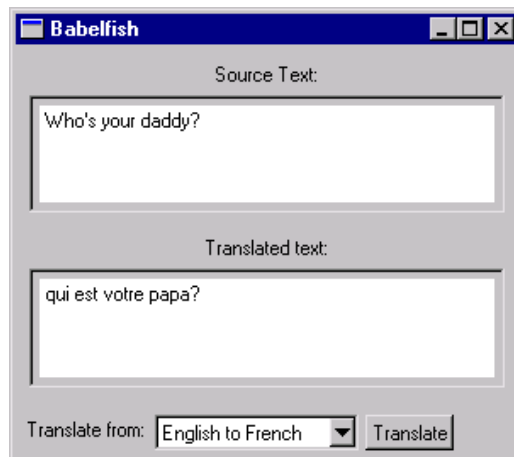 Babelfish
Source Text:
Who's your daddy?
Translated text:
qui est votre papa?
Translate from: English to French Translate